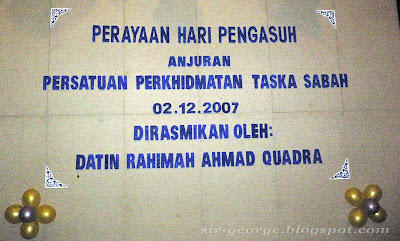 PERAYAAN HARI PENGASUH
ANJURAN
PERSATUAN PERKHIDMATAN TASKA SABAH
02.12.2007
DIRASMIKAN OLEH:
DATIN RAHIMAH AHMAD QUADRA
sir-george.blogspot.com